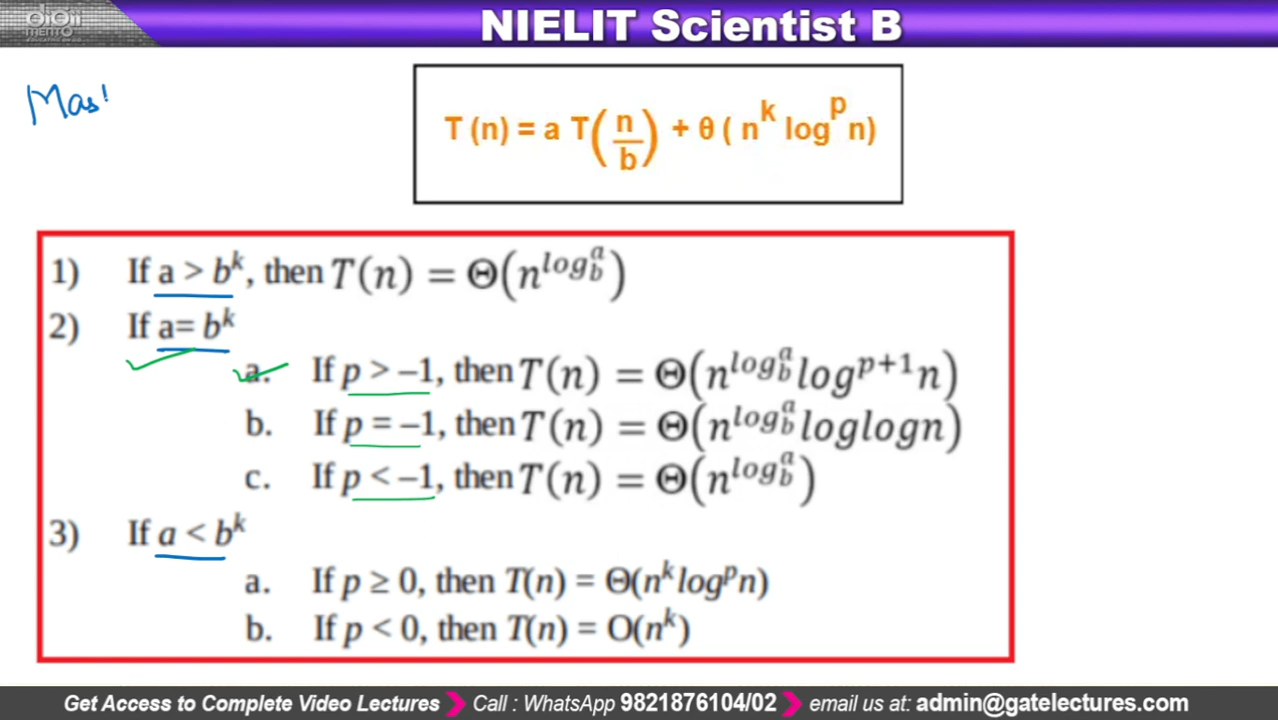 digii
MENTO
NIELIT Scientist B
Mas
T (n) = a T(n/b) + θ ( n^k log^p n)
1) If a > b^k, then T(n) = Θ(n^{log_b^a})
2) If a= b^k
a. If p > −1, then T(n) = Θ(n^{log_b^a} log^{p+1} n)
b. If p = −1, then T(n) = Θ(n^{log_b^a} loglogn)
c. If p < −1, then T(n) = Θ(n^{log_b^a})
3) If a < b^k
a. If p ≥ 0, then T(n) = Θ(n^k log^p n)
b. If p < 0, then T(n) = O(n^k)
Get Access to Complete Video Lectures Call : WhatsApp 9821876104/02 email us at: admin@gatelectures.com